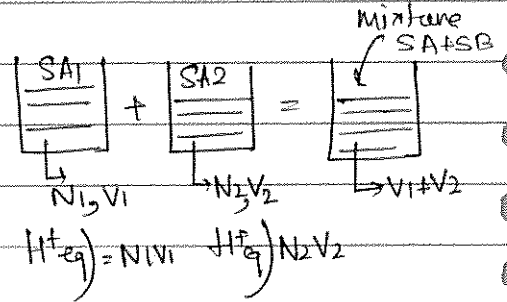 mixture
SA+SB
SA1 + SA2 =
N1, V1 N2, V2 V1+V2
H+eq) = N1V1 H+eq) N2V2